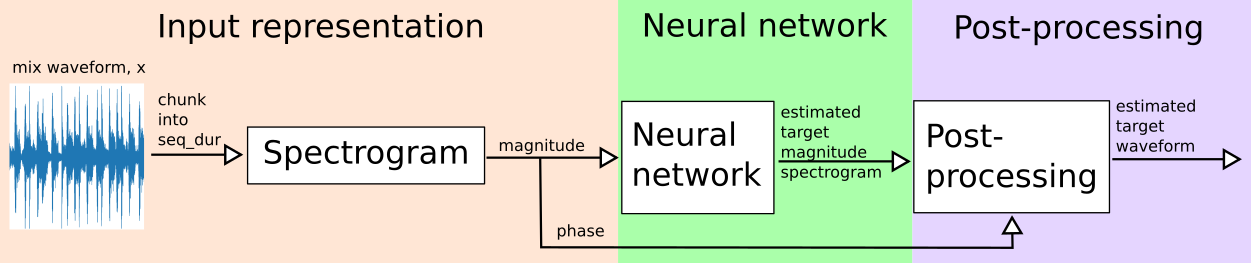 Input representation
Neural network
Post-processing
mix waveform, x
chunk
into
seq_dur
Spectrogram
magnitude
phase
Neural
network
estimated
target
magnitude
spectrogram
Post-
processing
estimated
target
waveform